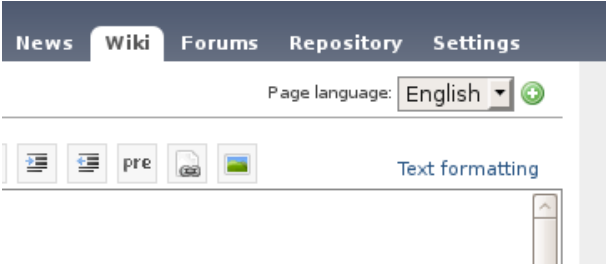 News Wiki Forums Repository Settings
Page language: English
pre Text formatting